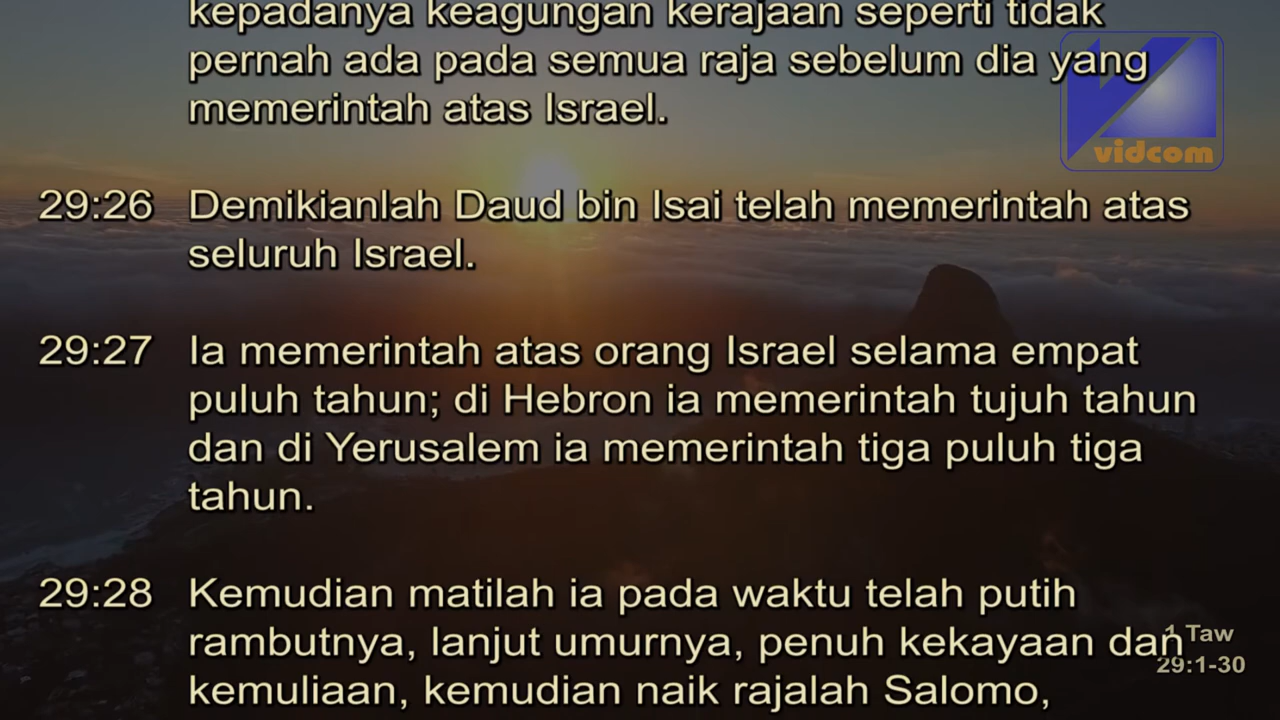 kepadanya keagungan kerajaan seperti tidak
pernah ada pada semua raja sebelum dia yang
memerintah atas Israel.
vidcom
29:26 Demikianlah Daud bin Isai telah memerintah atas
seluruh Israel.
29:27 Ia memerintah atas orang Israel selama empat
puluh tahun; di Hebron ia memerintah tujuh tahun
dan di Yerusalem ia memerintah tiga puluh tiga
tahun.
29:28 Kemudian matilah ia pada waktu telah putih
rambutnya, lanjut umurnya, penuh kekayaan dan
kemuliaan, kemudian naik rajalah Salomo,
1 Taw
29:1-30